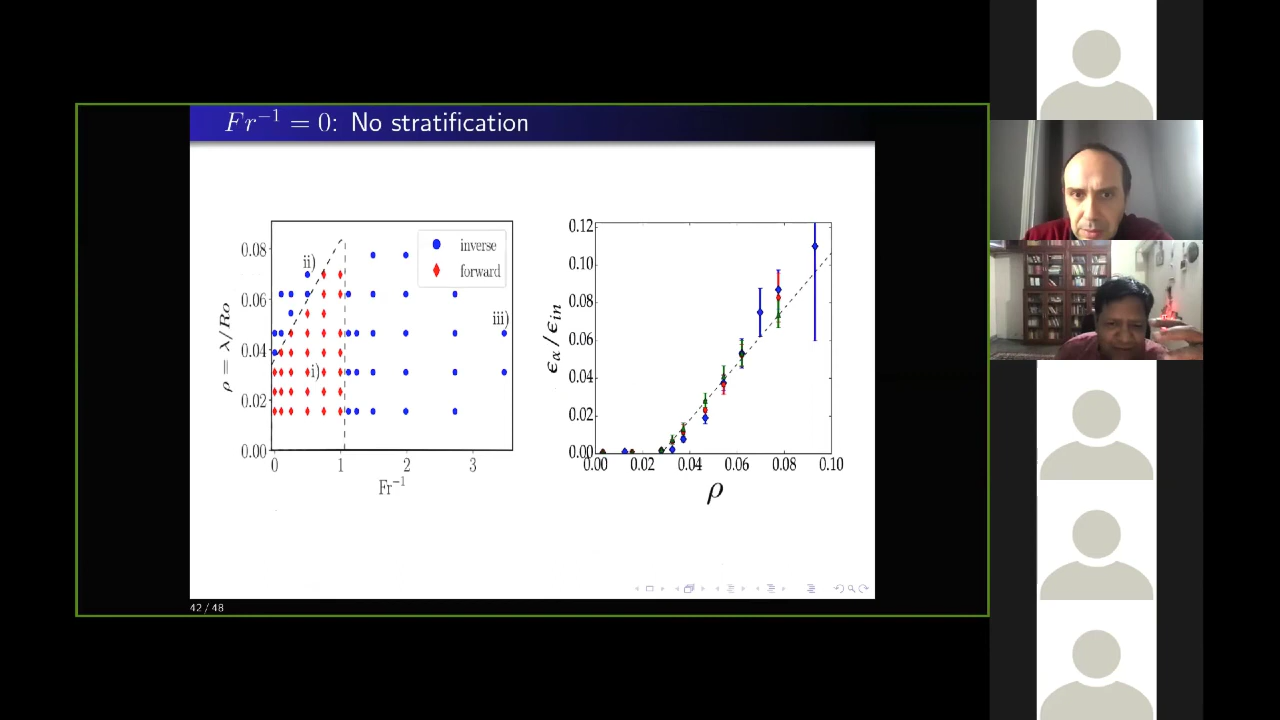 Fr⁻¹ = 0: No stratification
0.08
0.06
0.04
0.02
0.00
ρ = λ/Ro
ii)
i)
iii)
inverse
forward
0
1
2
3
Fr⁻¹
0.12
0.10
0.08
0.06
0.04
0.02
0.00
ϵα/ϵin
0.00
0.02
0.04
0.06
0.08
0.10
ρ
42 / 48